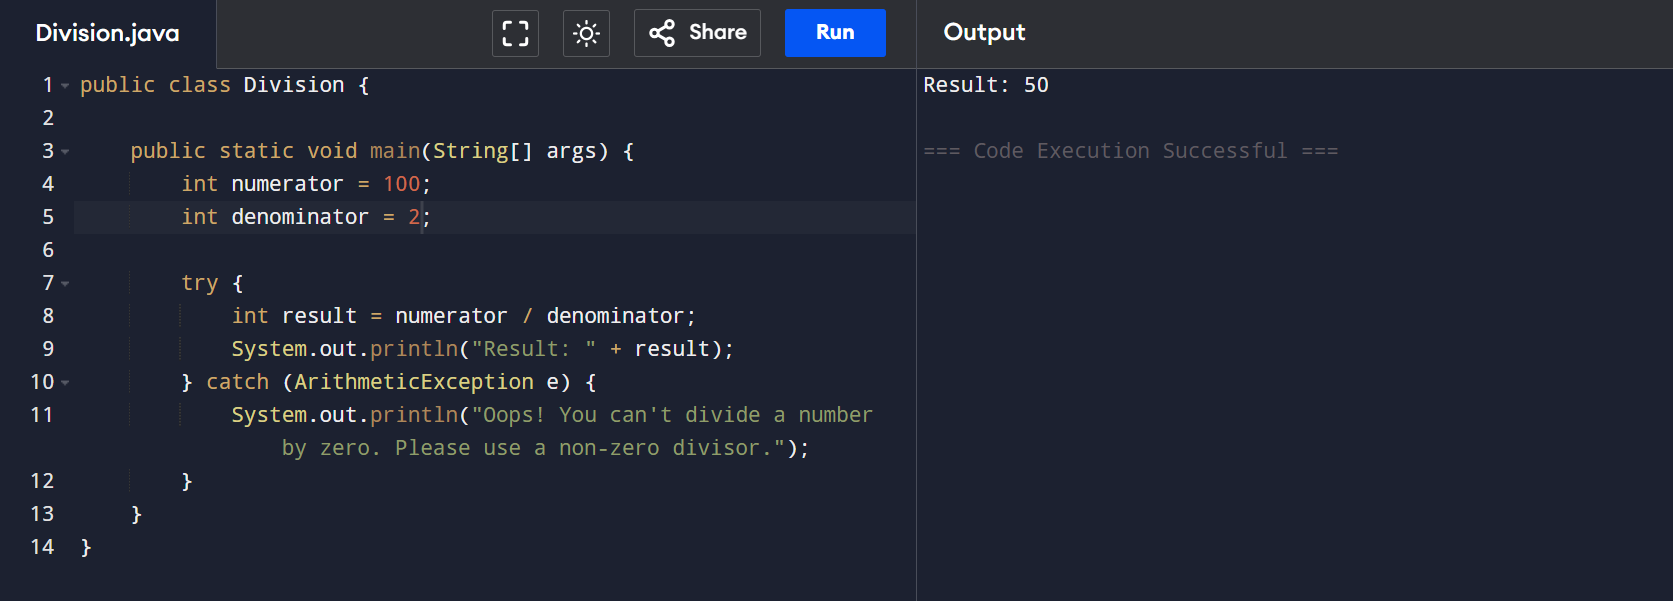 Division.java
Share
Run
Output
1 public class Division {
2
3     public static void main(String[] args) {
4         int numerator = 100;
5         int denominator = 2;
6
7         try {
8             int result = numerator / denominator;
9             System.out.println("Result: " + result);
10         } catch (ArithmeticException e) {
11             System.out.println("Oops! You can't divide a number
                by zero. Please use a non-zero divisor.");
12         }
13     }
14 }
Result: 50
=== Code Execution Successful ===